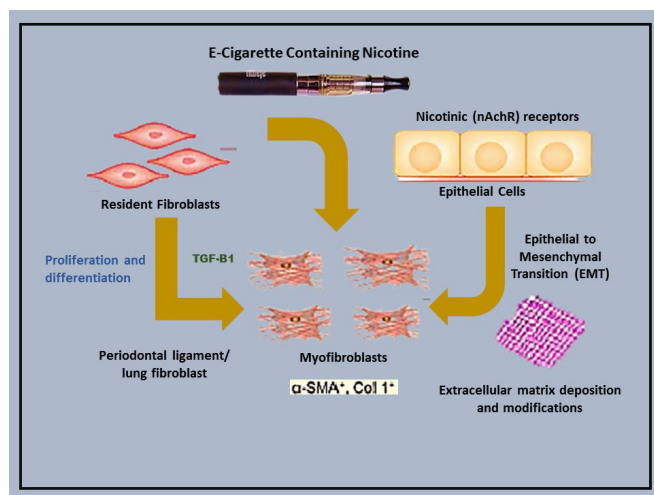 E-Cigarette Containing Nicotine
Nicotinic (nAchR) receptors
Resident Fibroblasts
Epithelial Cells
Proliferation and
differentiation
TGF-B1
Epithelial to
Mesenchymal
Transition (EMT)
Periodontal ligament/
lung fibroblast
Myofibroblasts
α-SMA⁺, Coll 1⁺
Extracellular matrix deposition
and modifications